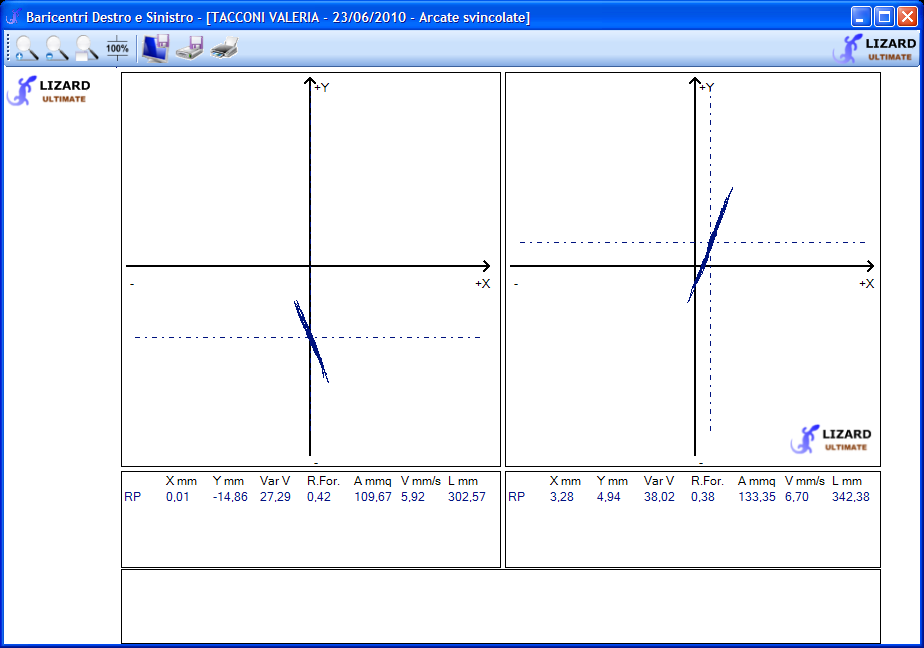 Baricentri Destro e Sinistro - [TACCONI VALERIA - 23/06/2010 - Arcate svincolate]
100%
LIZARD
ULTIMATE
LIZARD
ULTIMATE
+Y
-
+X
-
+Y
-
+X
-
LIZARD
ULTIMATE
X mm Y mm Var V R.For. A mmq V mm/s L mm
RP 0,01 -14,86 27,29 0,42 109,67 5,92 302,57
X mm Y mm Var V R.For. A mmq V mm/s L mm
RP 3,28 4,94 38,02 0,38 133,35 6,70 342,38